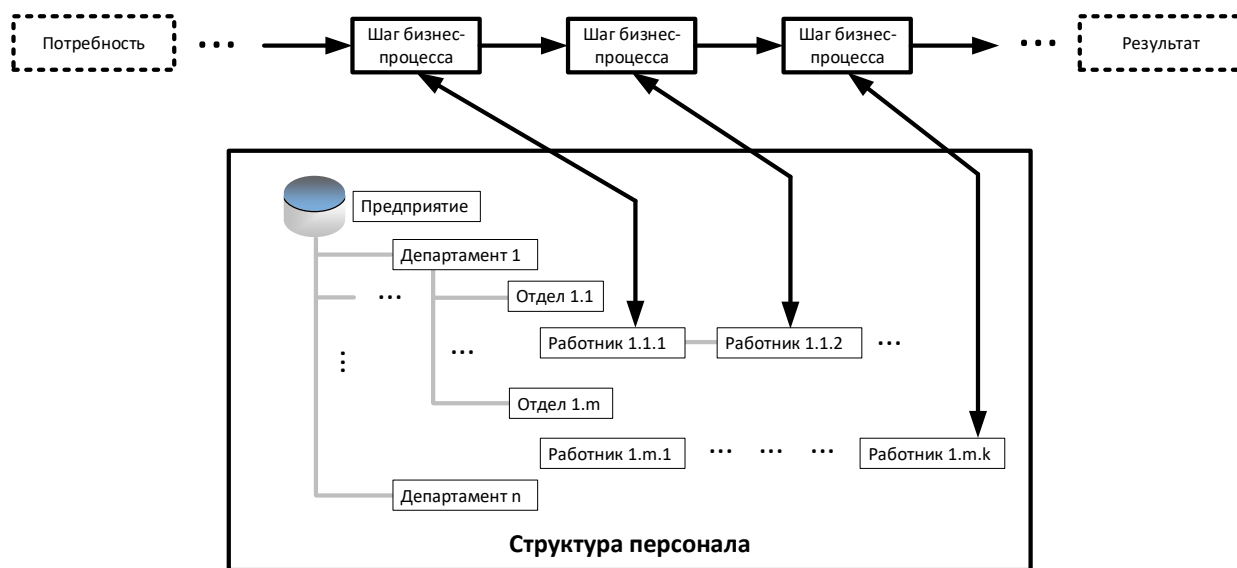 Потребность
...
Шаг бизнес-
процесса
Шаг бизнес-
процесса
Шаг бизнес-
процесса
...
Результат
Предприятие
Департамент 1
...
Отдел 1.1
...
...
Работник 1.1.1
Работник 1.1.2
...
Отдел 1.m
Работник 1.m.1
... ... ...
Работник 1.m.k
Департамент n
Структура персонала